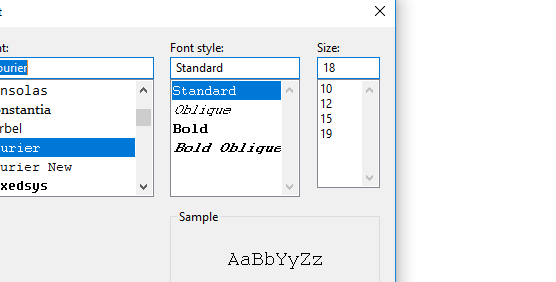 t
nt:
Font style:
Size:
ourier
Standard
18
nsolas
nstantia
rbel
urier
urier New
xedsys
Standard
Oblique
Bold
Bold Oblique
10
12
15
19
Sample
AaBbYyZz